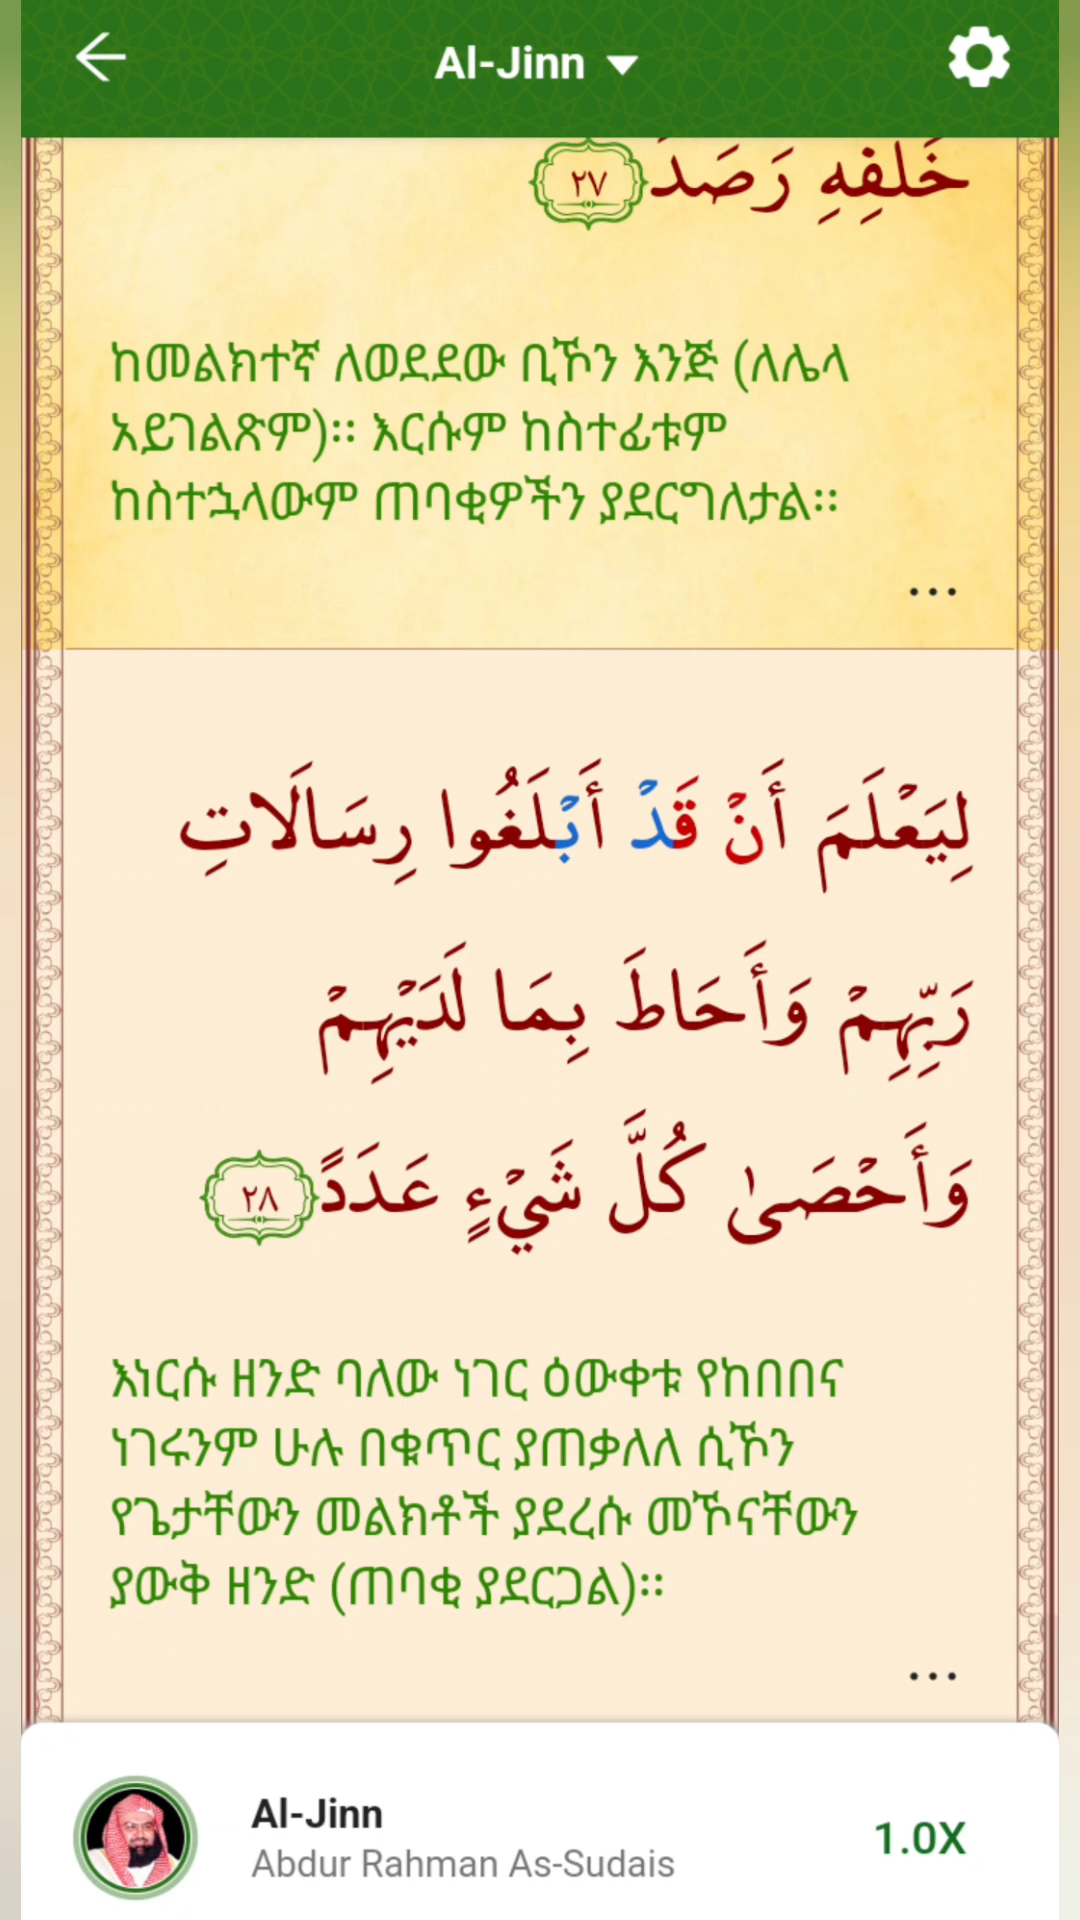 Al-Jinn
خَلْفِهِ رَصَدً ٢٧
ከመልክተኛ ለወደደው ቢኾን እንጅ (ለሌላ
አይገልጽም)፡፡ እርሱም ከስተፊቱም
ከስተኋላውም ጠባቂዎችን ያደርግለታል፡፡
...
لِيَعْلَمَ أَنْ قَدْ أَبْلَغُوا رِسَالَاتِ
رَبِّهِمْ وَأَحَاطَ بِمَا لَدَيْهِمْ
وَأَحْصَىٰ كُلَّ شَيْءٍ عَدَدً ٢٨
እነርሱ ዘንድ ባለው ነገር ዕውቀቱ የከበበና
ነገሩንም ሁሉ በቁጥር ያጠቃለለ ሲኾን
የጌታቸውን መልክቶች ያደረሱ መኾናቸውን
ያውቅ ዘንድ (ጠባቂ ያደርጋል)፡፡
...
Al-Jinn
Abdur Rahman As-Sudais
1.0X